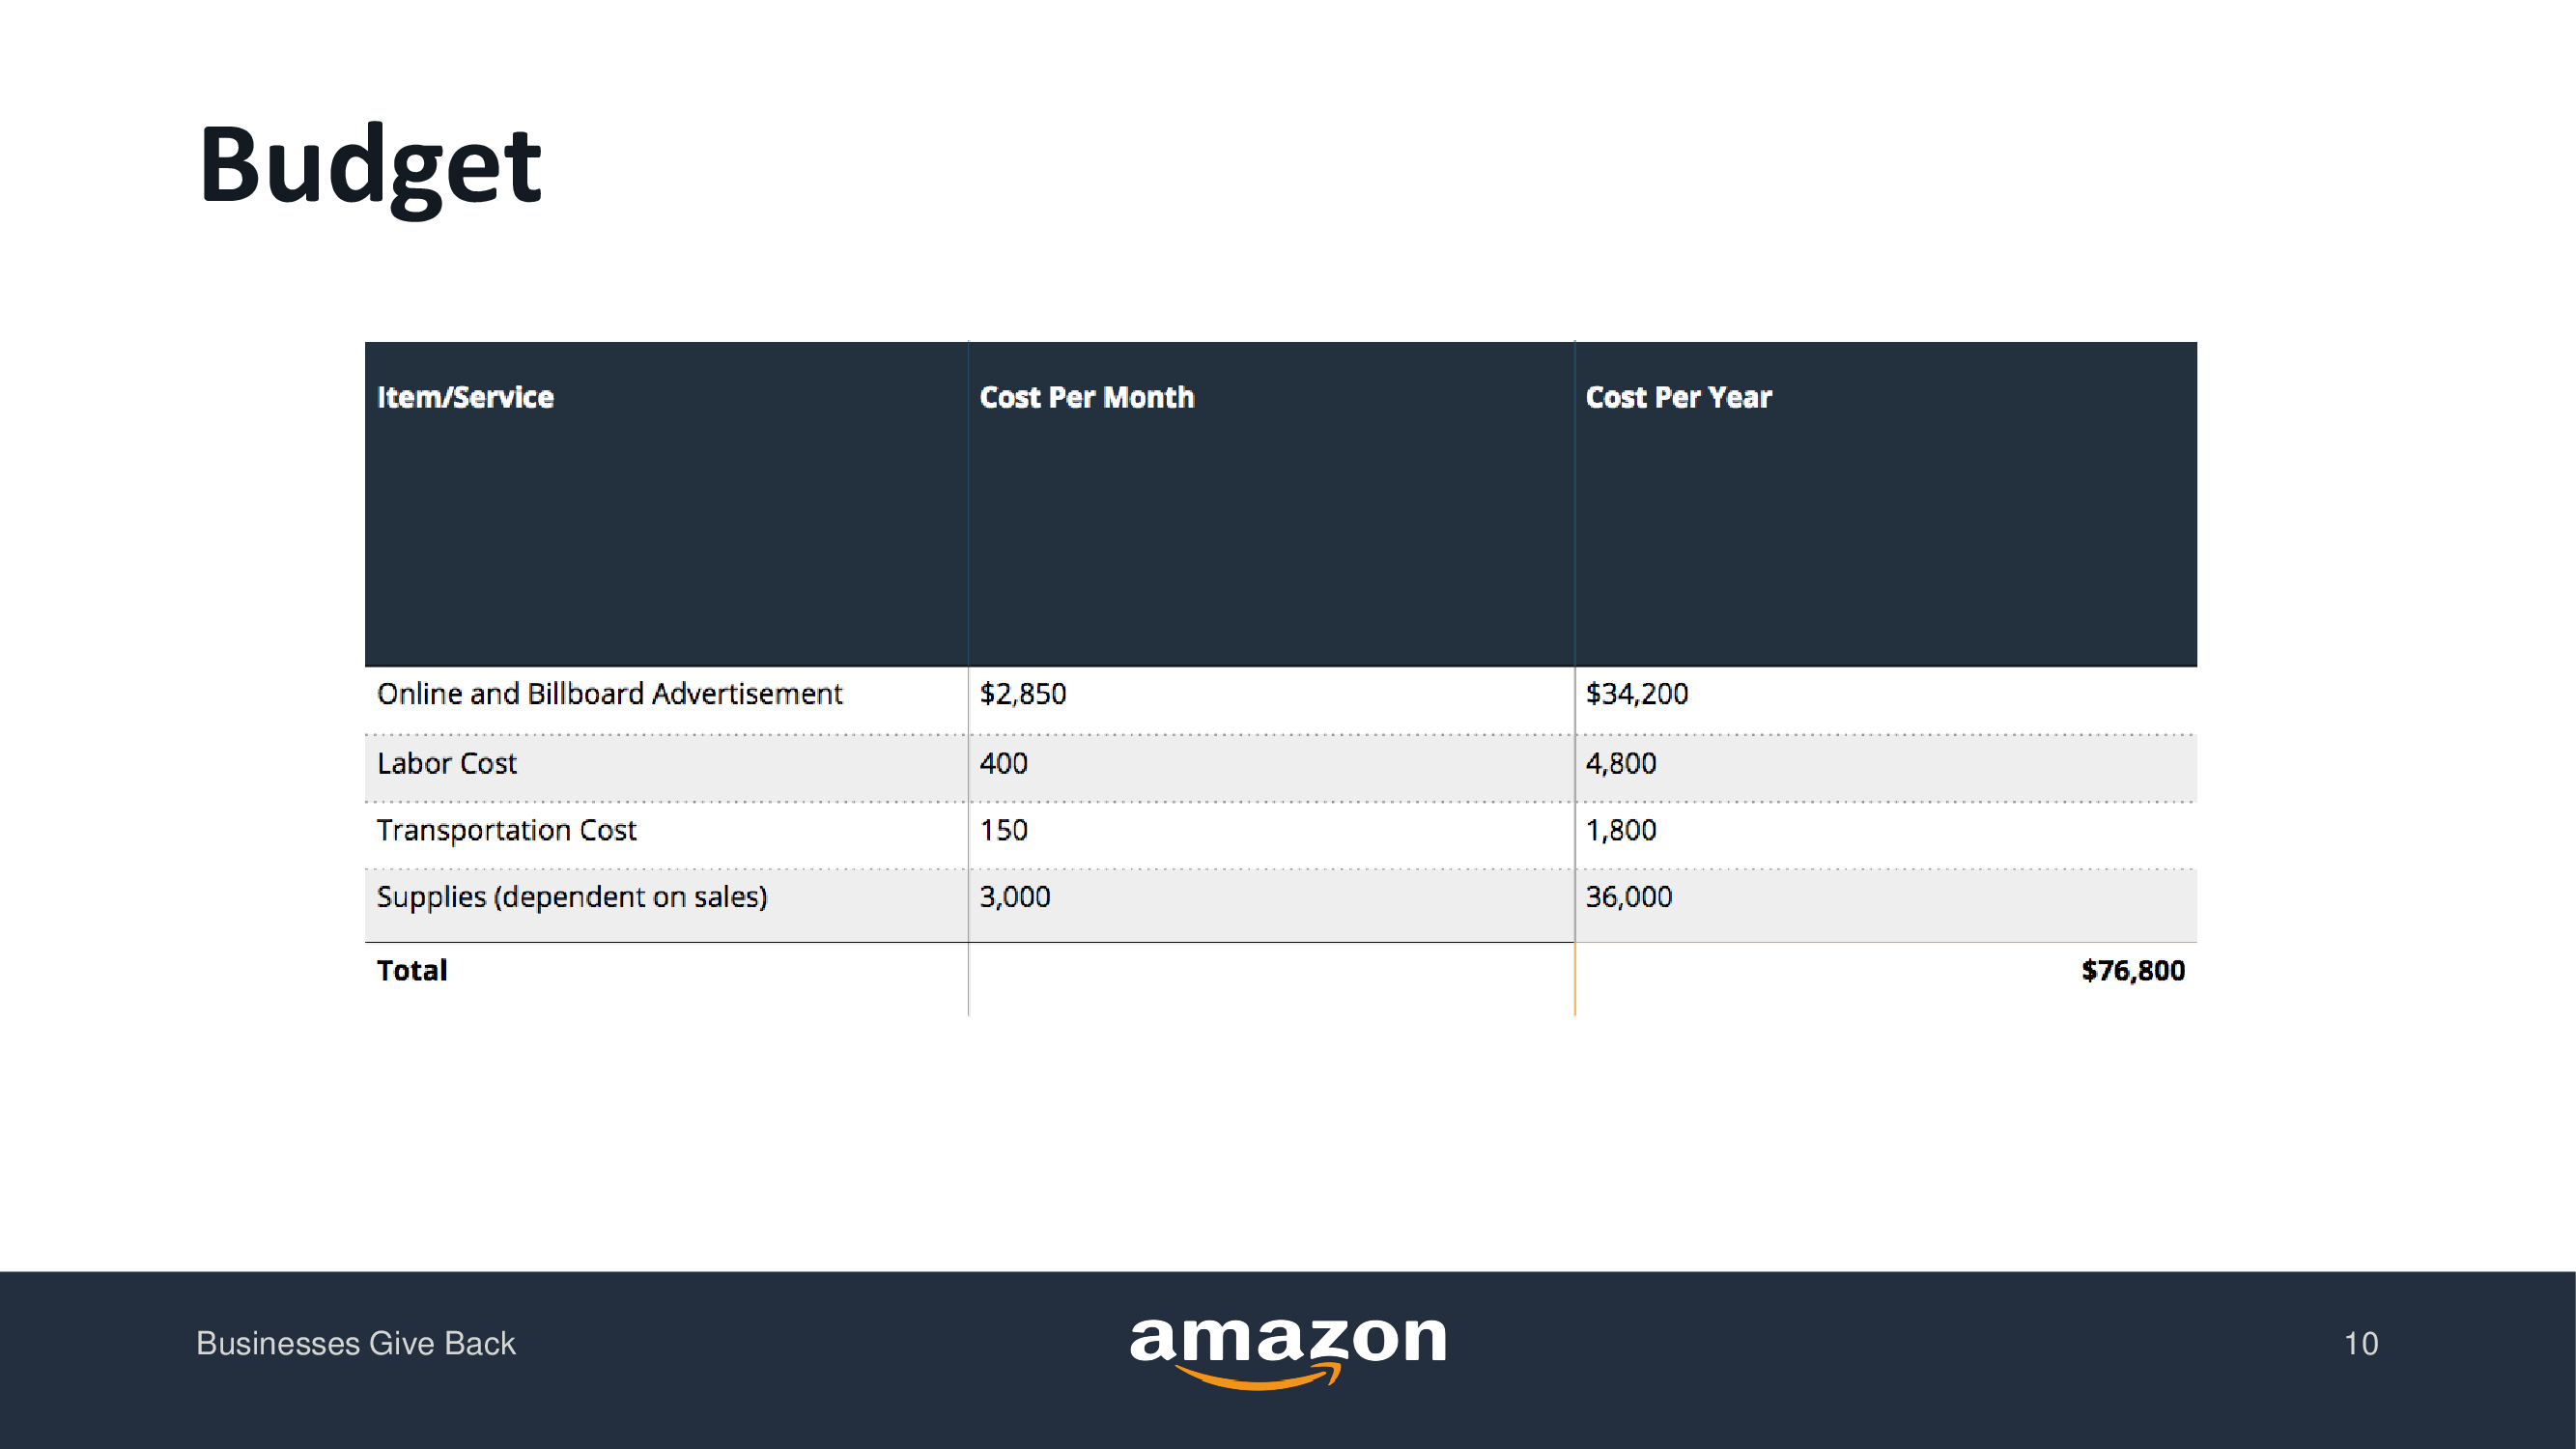 Budget
Item/Service Cost Per Month Cost Per Year
Online and Billboard Advertisement $2,850 $34,200
Labor Cost 400 4,800
Transportation Cost 150 1,800
Supplies (dependent on sales) 3,000 36,000
Total $76,800
Businesses Give Back amazon 10